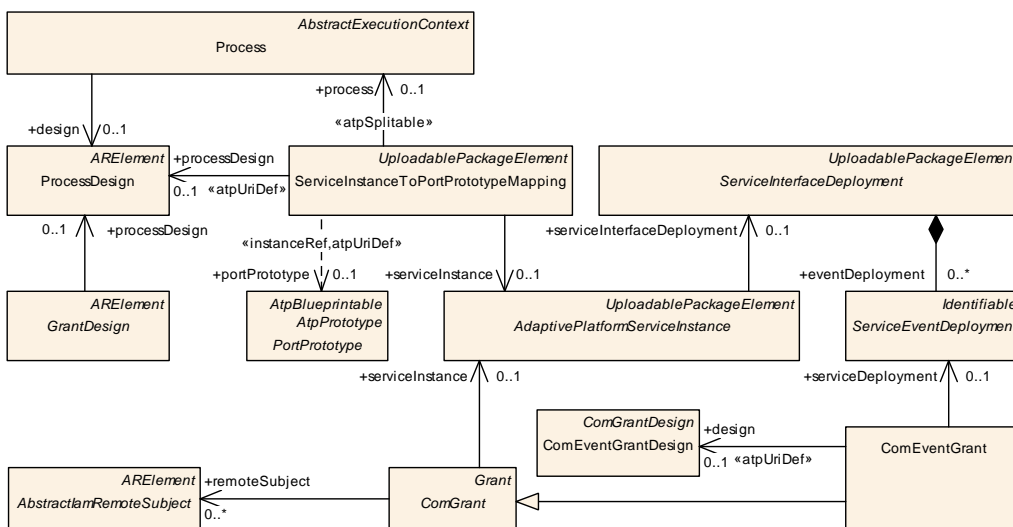 AbstractExecutionContext
Process
+process
0..1
«atpSplitable»
+design
0..1
ARElement
ProcessDesign
+processDesign
0..1
«atpUriDef»
UploadablePackageElement
ServiceInstanceToPortPrototypeMapping
UploadablePackageElement
ServiceInterfaceDeployment
0..1
+processDesign
«instanceRef,atpUriDef»
+serviceInterfaceDeployment
0..1
+portPrototype
0..1
+serviceInstance
0..1
+eventDeployment
0..*
ARElement
GrantDesign
AtpBlueprintable
AtpPrototype
PortPrototype
UploadablePackageElement
AdaptivePlatformServiceInstance
Identifiable
ServiceEventDeployment
+serviceInstance
0..1
+serviceDeployment
0..1
ComGrantDesign
ComEventGrantDesign
+design
0..1
«atpUriDef»
ComEventGrant
ARElement
AbstractIamRemoteSubject
+remoteSubject
0..*
Grant
ComGrant